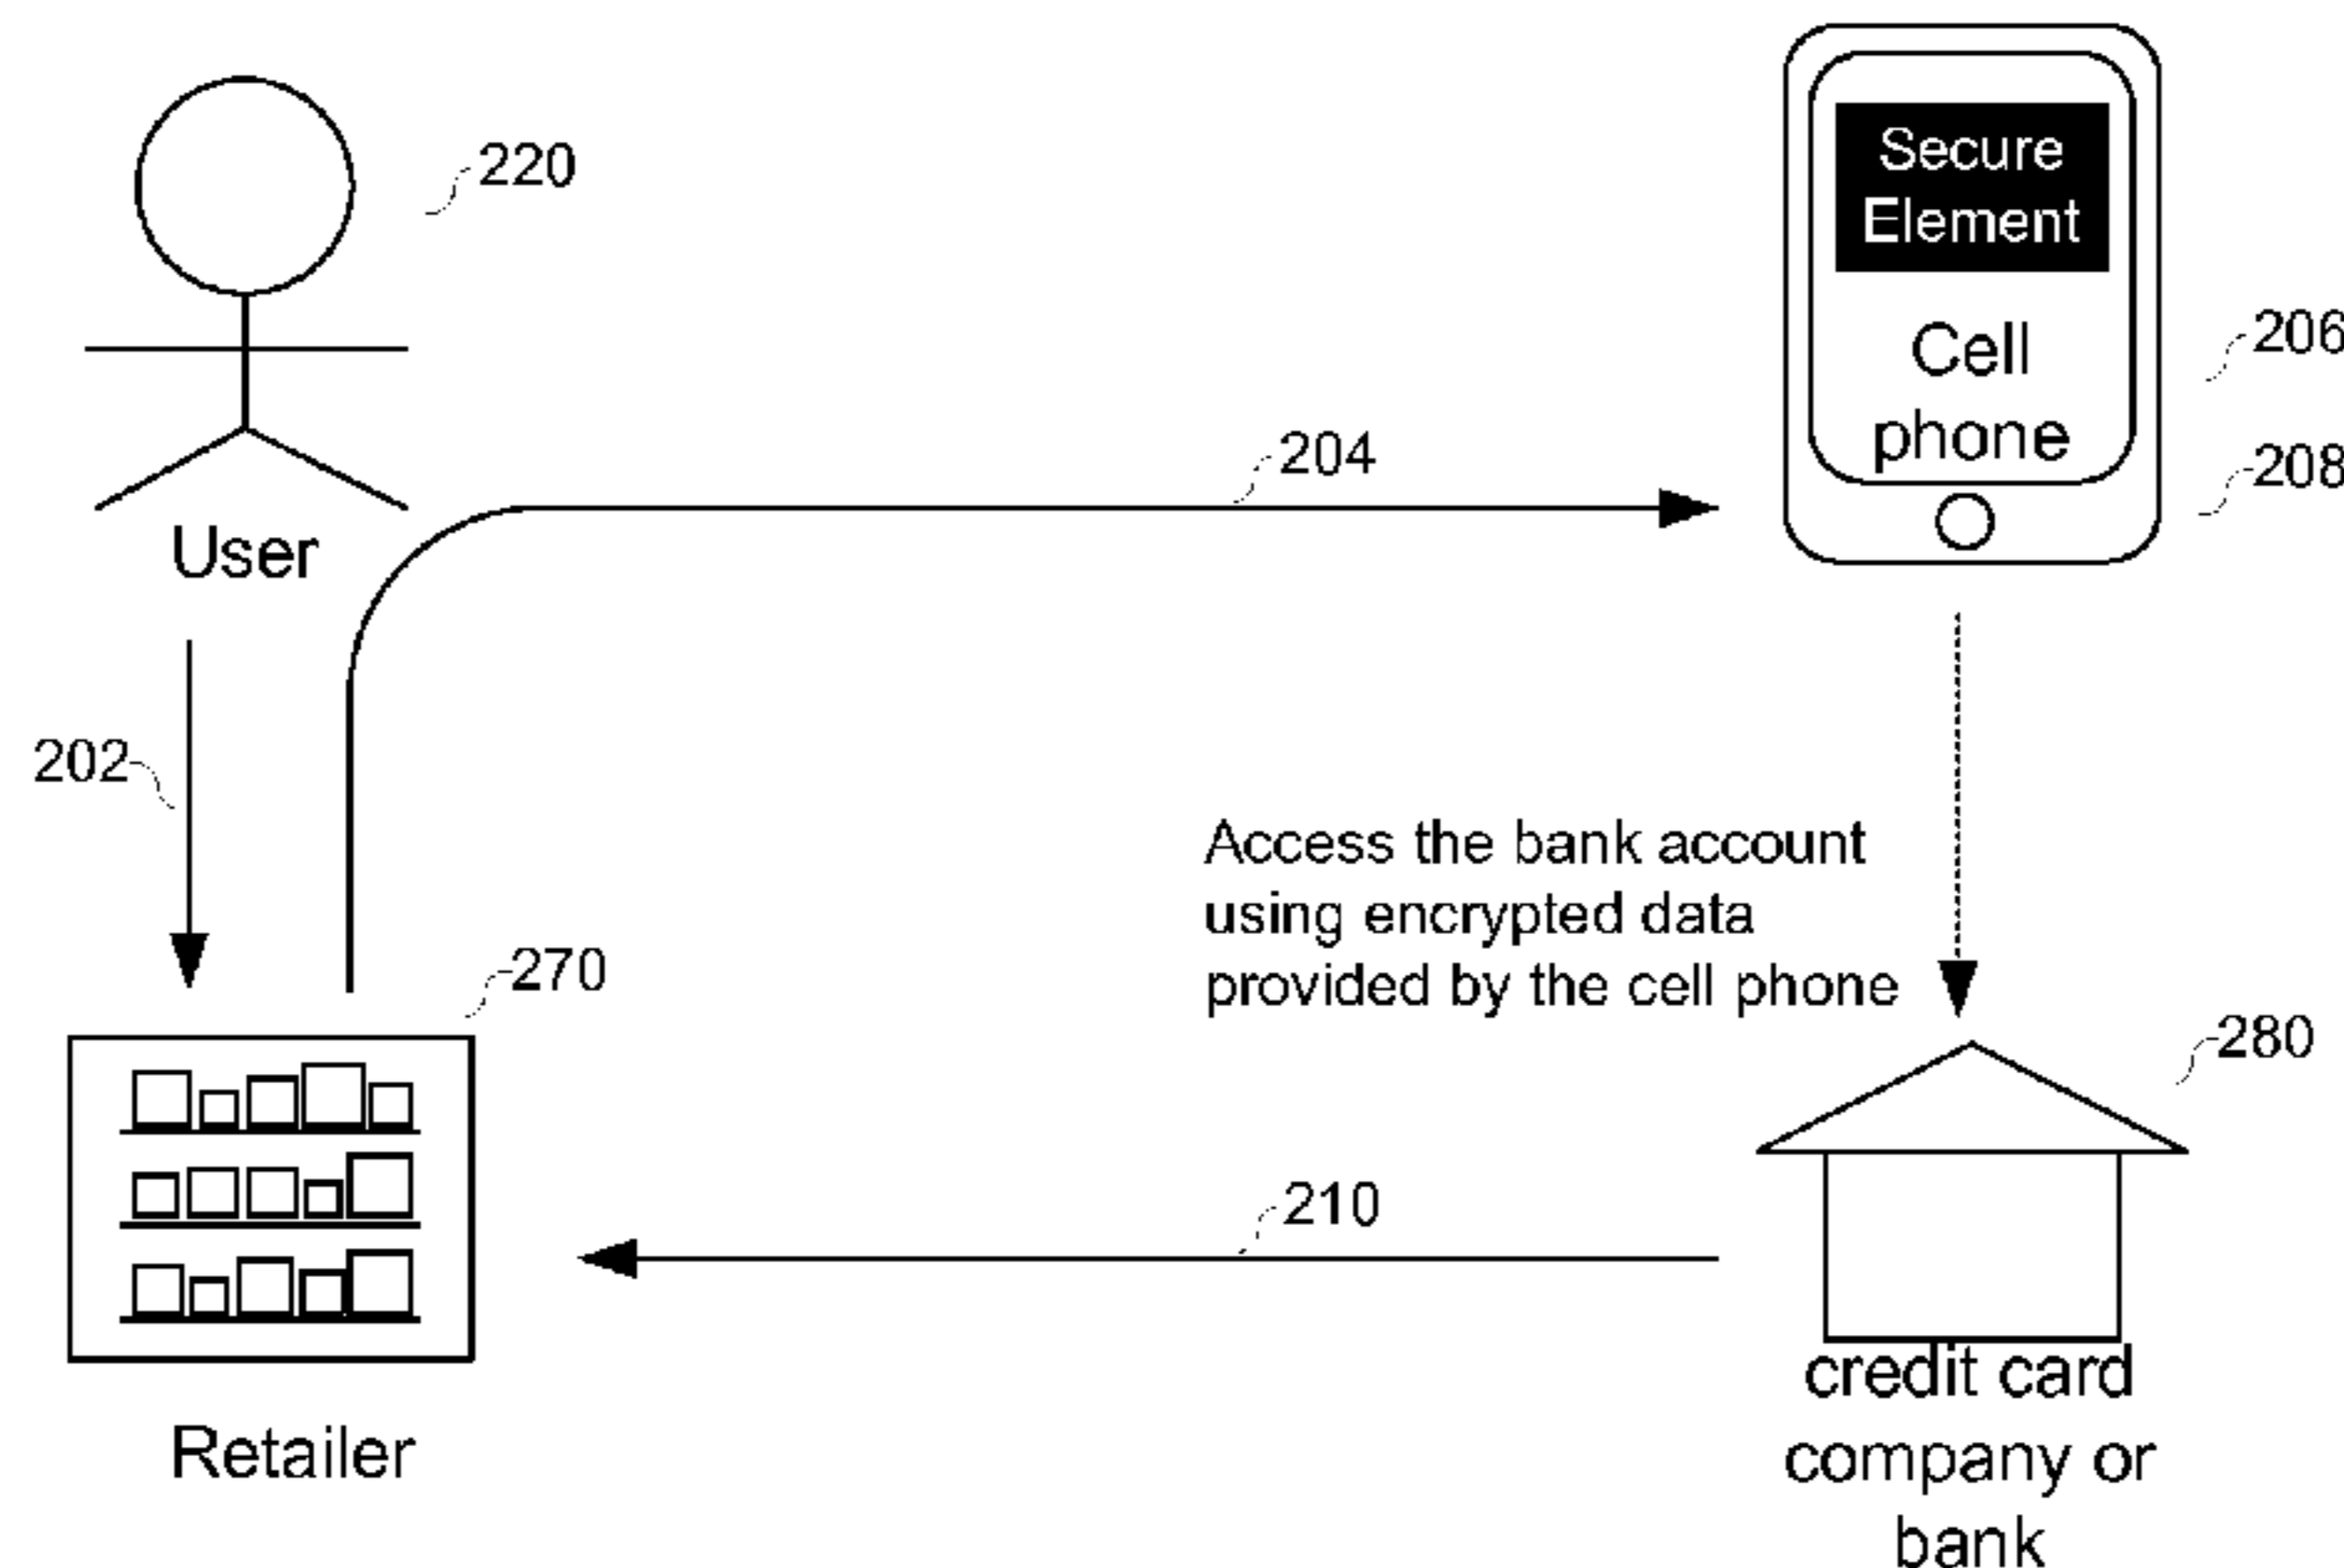 220
Secure
Element
Cell
phone
206
208
204
User
202
Access the bank account
using encrypted data
provided by the cell phone
270
280
210
Retailer
credit card
company or
bank